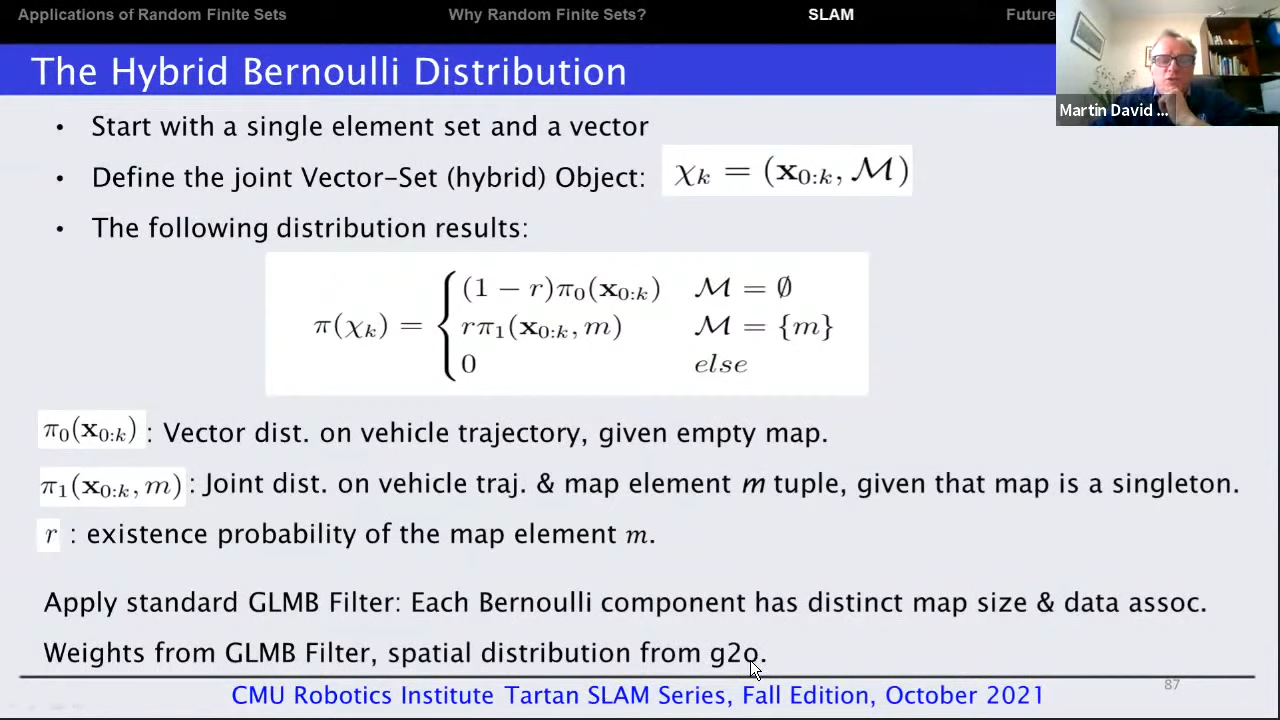 Applications of Random Finite Sets Why Random Finite Sets? SLAM Future
The Hybrid Bernoulli Distribution
Martin David ...
• Start with a single element set and a vector
• Define the joint Vector-Set (hybrid) Object: χ_k = (x_{0:k}, ℳ)
• The following distribution results:
π(χ_k) = { (1 − r)π_0(x_{0:k}) ℳ = ∅
rπ_1(x_{0:k}, m) ℳ = {m}
0 else
π_0(x_{0:k}) : Vector dist. on vehicle trajectory, given empty map.
π_1(x_{0:k}, m) : Joint dist. on vehicle traj. & map element m tuple, given that map is a singleton.
r : existence probability of the map element m.
Apply standard GLMB Filter: Each Bernoulli component has distinct map size & data assoc.
Weights from GLMB Filter, spatial distribution from g2o.
87
CMU Robotics Institute Tartan SLAM Series, Fall Edition, October 2021